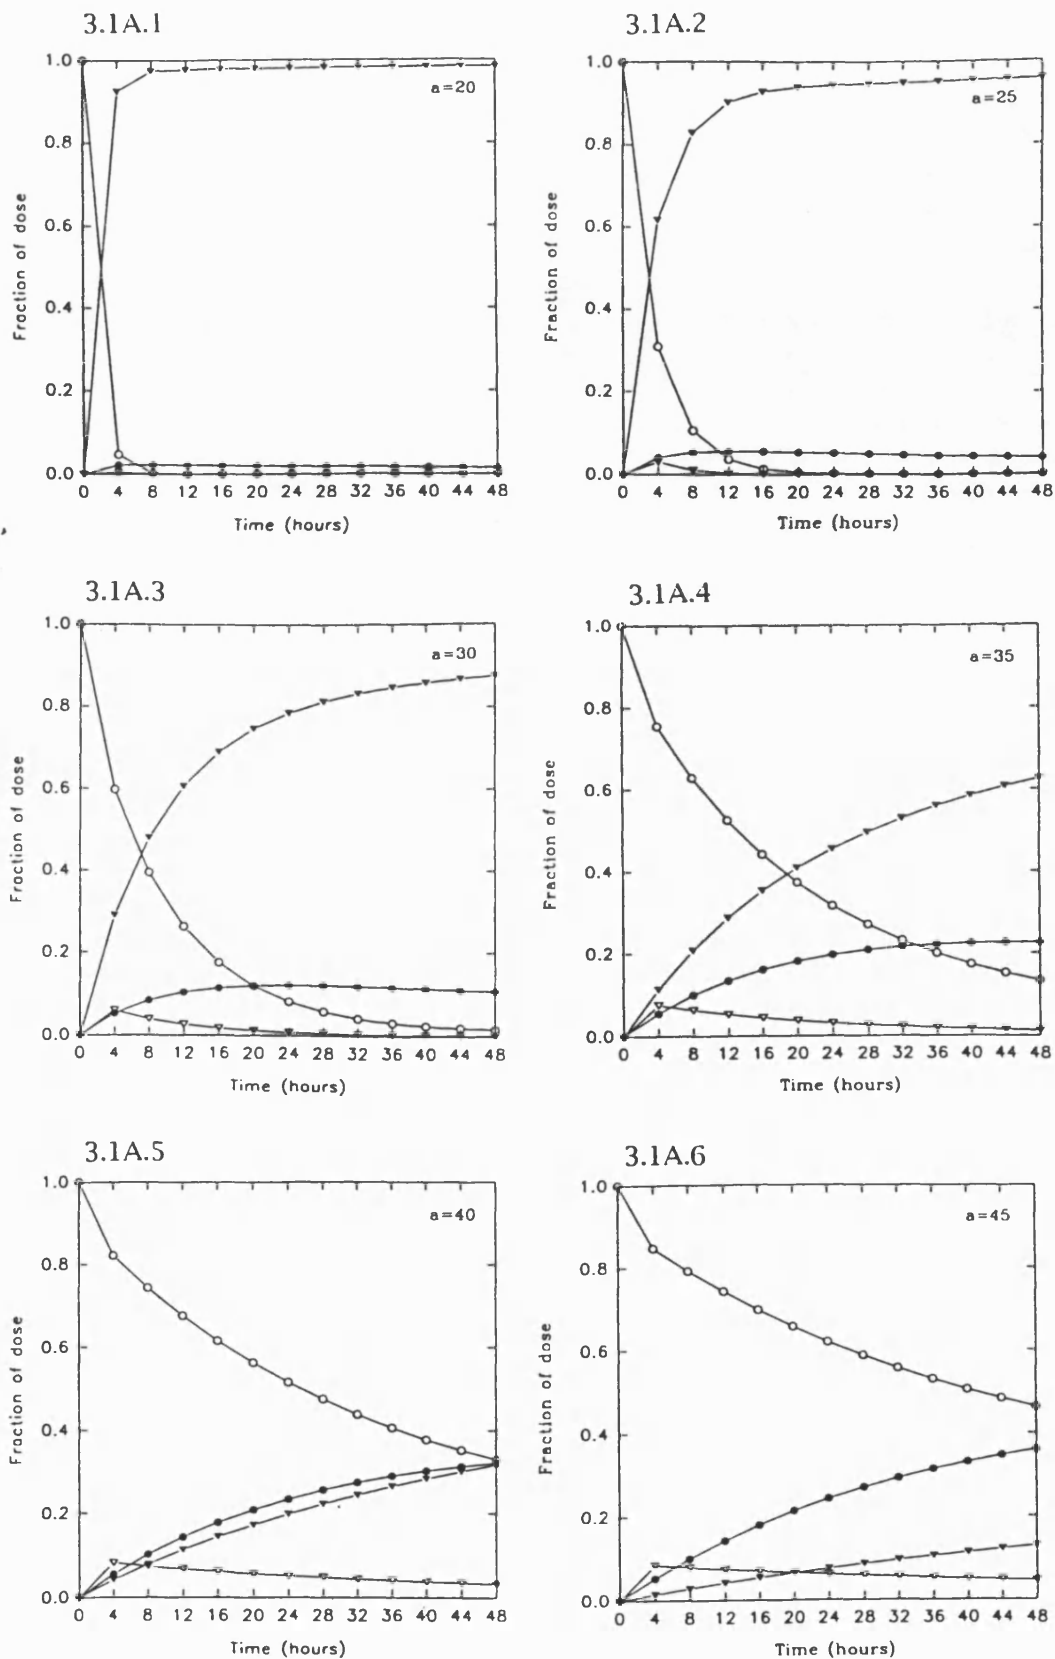 3.1A.1
1.0
0.8
0.6
0.4
0.2
0.0
Fraction of dose
a=20
0 4 8 12 16 20 24 28 32 36 40 44 48
Time (hours)
3.1A.2
1.0
0.8
0.6
0.4
0.2
0.0
Fraction of dose
a=25
0 4 8 12 16 20 24 28 32 36 40 44 48
Time (hours)
3.1A.3
1.0
0.8
0.6
0.4
0.2
0.0
Fraction of dose
a=30
0 4 8 12 16 20 24 28 32 36 40 44 48
Time (hours)
3.1A.4
1.0
0.8
0.6
0.4
0.2
0.0
Fraction of dose
a=35
0 4 8 12 16 20 24 28 32 36 40 44 48
Time (hours)
3.1A.5
1.0
0.8
0.6
0.4
0.2
0.0
Fraction of dose
a=40
0 4 8 12 16 20 24 28 32 36 40 44 48
Time (hours)
3.1A.6
1.0
0.8
0.6
0.4
0.2
0.0
Fraction of dose
a=45
0 4 8 12 16 20 24 28 32 36 40 44 48
Time (hours)